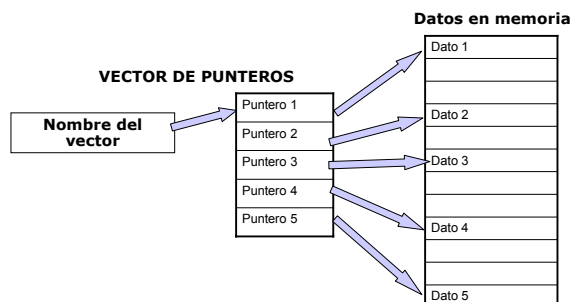 Datos en memoria
VECTOR DE PUNTEROS
Nombre del
vector
Puntero 1
Puntero 2
Puntero 3
Puntero 4
Puntero 5
Dato 1
Dato 2
Dato 3
Dato 4
Dato 5